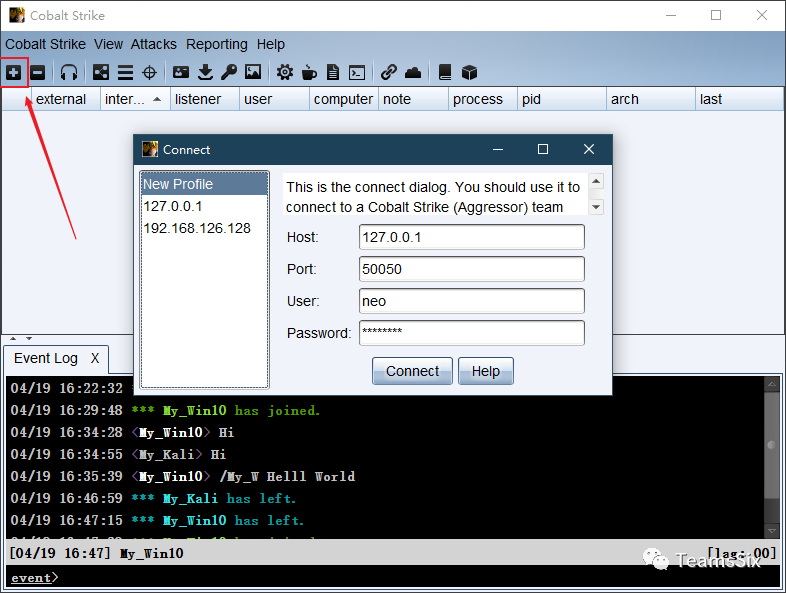 Cobalt Strike
Cobalt Strike View Attacks Reporting Help
external inter... listener user computer note process pid arch last
Connect
New Profile
127.0.0.1
192.168.126.128
This is the connect dialog. You should use it to
connect to a Cobalt Strike (Aggressor) team
Host: 127.0.0.1
Port: 50050
User: neo
Password: ********
Connect Help
Event Log X
04/19 16:22:32
04/19 16:29:48 *** My_Win10 has joined.
04/19 16:34:28 <My_Win10> Hi
04/19 16:34:55 <My_Kali> Hi
04/19 16:35:39 <My_Win10> /My_W Helll World
04/19 16:46:59 *** My_Kali has left.
04/19 16:47:15 *** My_Win10 has left.
[04/19 16:47] My_Win10 [lag: 00]
TeamsSix
event>